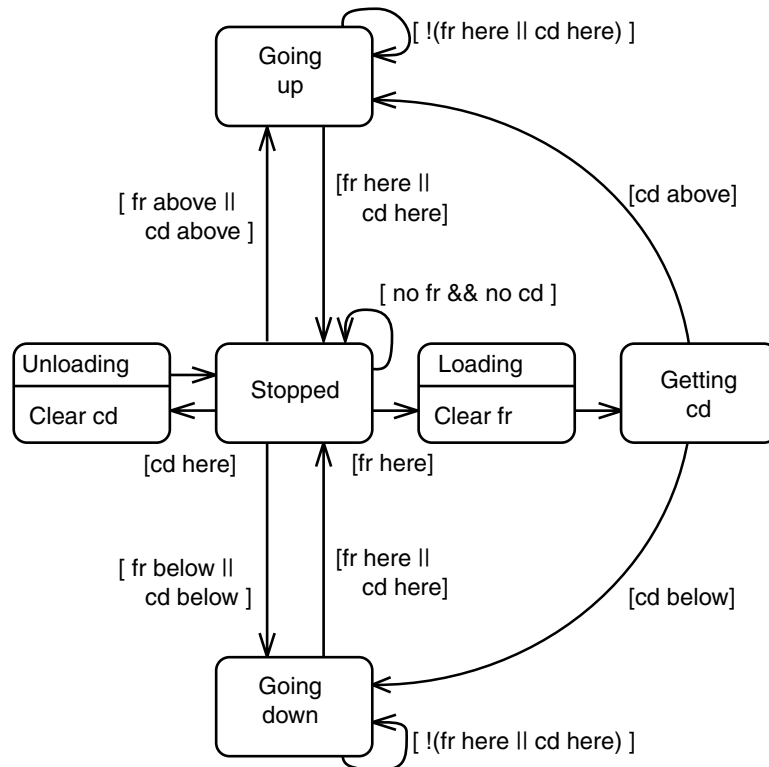 Going
up
[ !(fr here || cd here) ]
[ fr above ||
cd above ]
[fr here ||
cd here]
[cd above]
[ no fr && no cd ]
Unloading
Clear cd
Stopped
Loading
Clear fr
Getting
cd
[cd here]
[fr here]
[ fr below ||
cd below ]
[fr here ||
cd here]
[cd below]
Going
down
[ !(fr here || cd here) ]